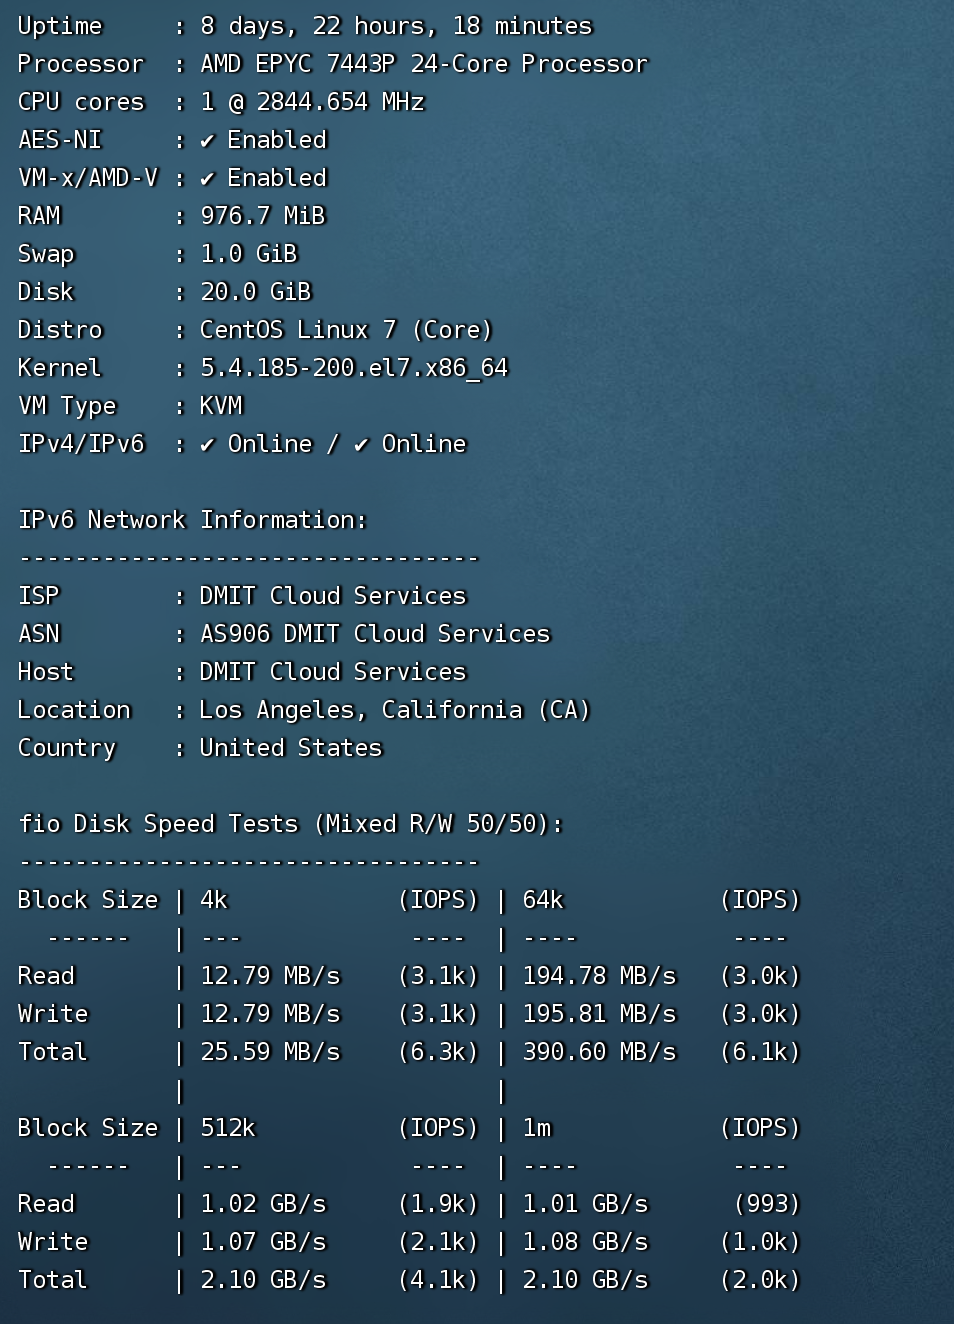 Uptime     : 8 days, 22 hours, 18 minutes
Processor  : AMD EPYC 7443P 24-Core Processor
CPU cores  : 1 @ 2844.654 MHz
AES-NI     : ✔ Enabled
VM-x/AMD-V : ✔ Enabled
RAM        : 976.7 MiB
Swap       : 1.0 GiB
Disk       : 20.0 GiB
Distro     : CentOS Linux 7 (Core)
Kernel     : 5.4.185-200.el7.x86_64
VM Type    : KVM
IPv4/IPv6  : ✔ Online / ✔ Online

IPv6 Network Information:
---------------------------------
ISP        : DMIT Cloud Services
ASN        : AS906 DMIT Cloud Services
Host       : DMIT Cloud Services
Location   : Los Angeles, California (CA)
Country    : United States

fio Disk Speed Tests (Mixed R/W 50/50):
---------------------------------
Block Size | 4k            (IOPS) | 64k           (IOPS)
  ------   | ---            ----  | ----           ----
Read       | 12.79 MB/s    (3.1k) | 194.78 MB/s   (3.0k)
Write      | 12.79 MB/s    (3.1k) | 195.81 MB/s   (3.0k)
Total      | 25.59 MB/s    (6.3k) | 390.60 MB/s   (6.1k)
           |                      |
Block Size | 512k          (IOPS) | 1m            (IOPS)
  ------   | ---            ----  | ----           ----
Read       | 1.02 GB/s     (1.9k) | 1.01 GB/s      (993)
Write      | 1.07 GB/s     (2.1k) | 1.08 GB/s     (1.0k)
Total      | 2.10 GB/s     (4.1k) | 2.10 GB/s     (2.0k)